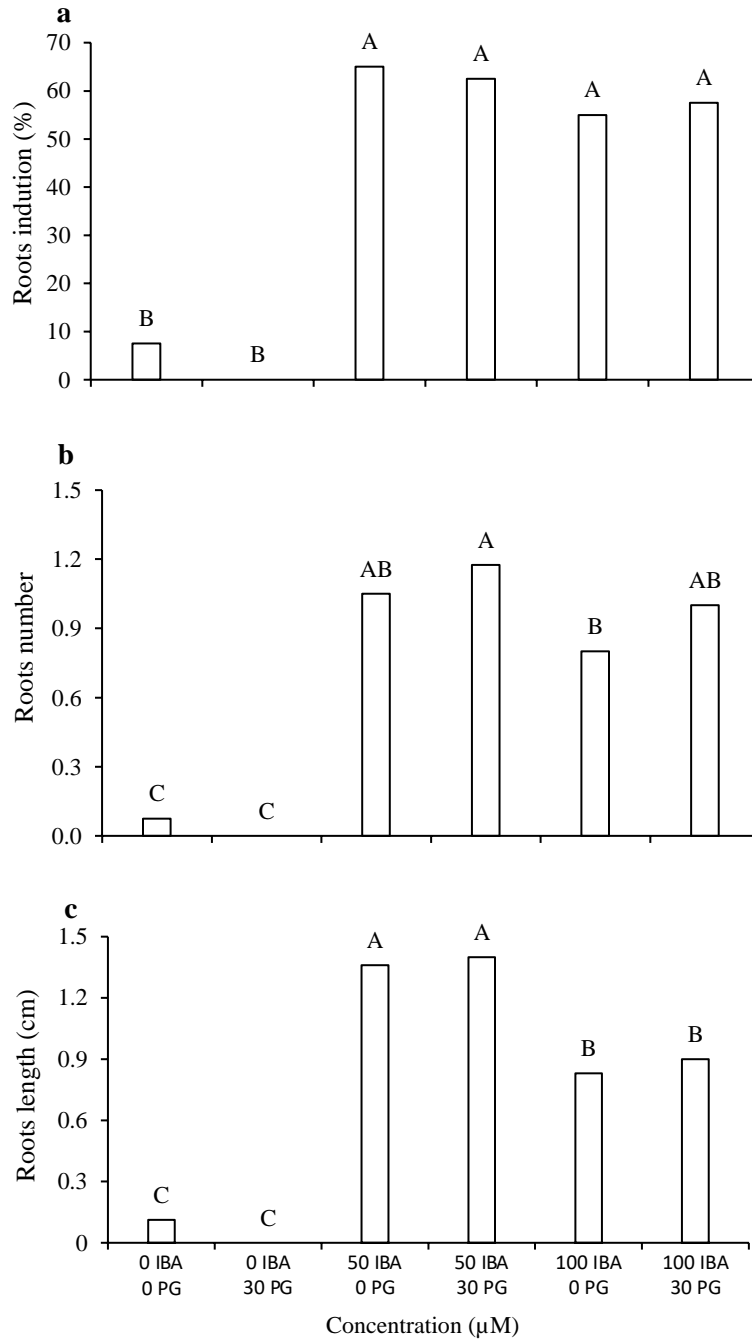 a
Roots indution (%)
70
60
50
40
30
20
10
0
B
B
A
A
A
A
b
Roots number
1.5
1.2
0.9
0.6
0.3
0.0
C
C
AB
A
B
AB
c
Roots length (cm)
1.5
1.2
0.9
0.6
0.3
0
C
C
A
A
B
B
0 IBA
0 PG
0 IBA
30 PG
50 IBA
0 PG
50 IBA
30 PG
100 IBA
0 PG
100 IBA
30 PG
Concentration (µM)